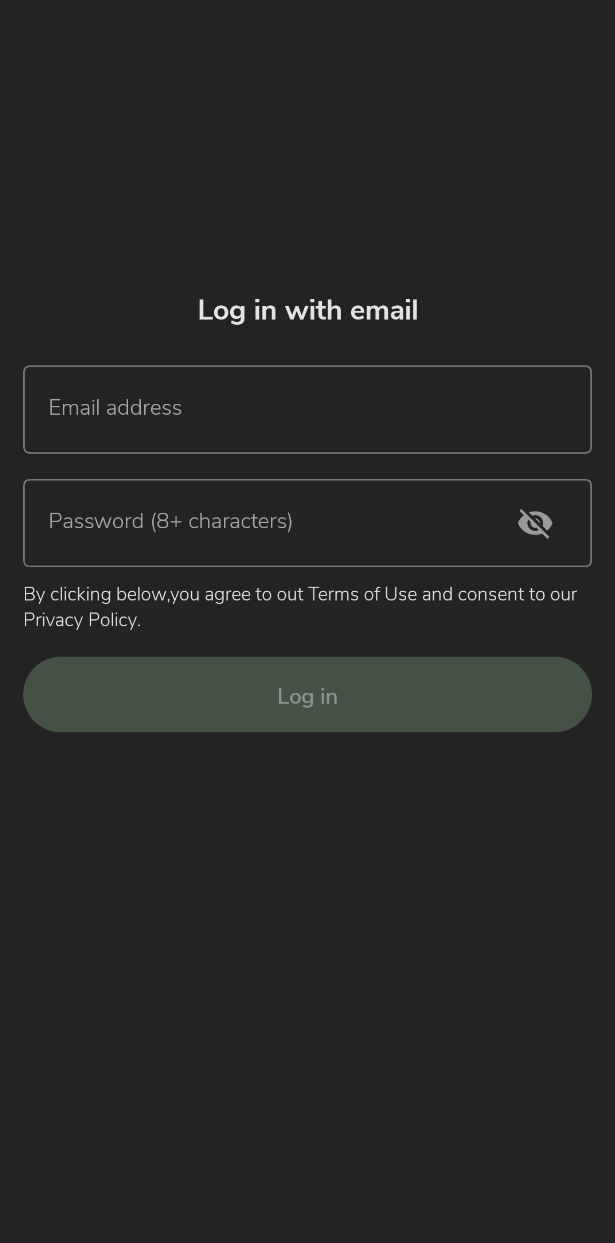 Log in with email
Email address
Password (8+ characters)
By clicking below,you agree to out Terms of Use and consent to our
Privacy Policy.
Log in